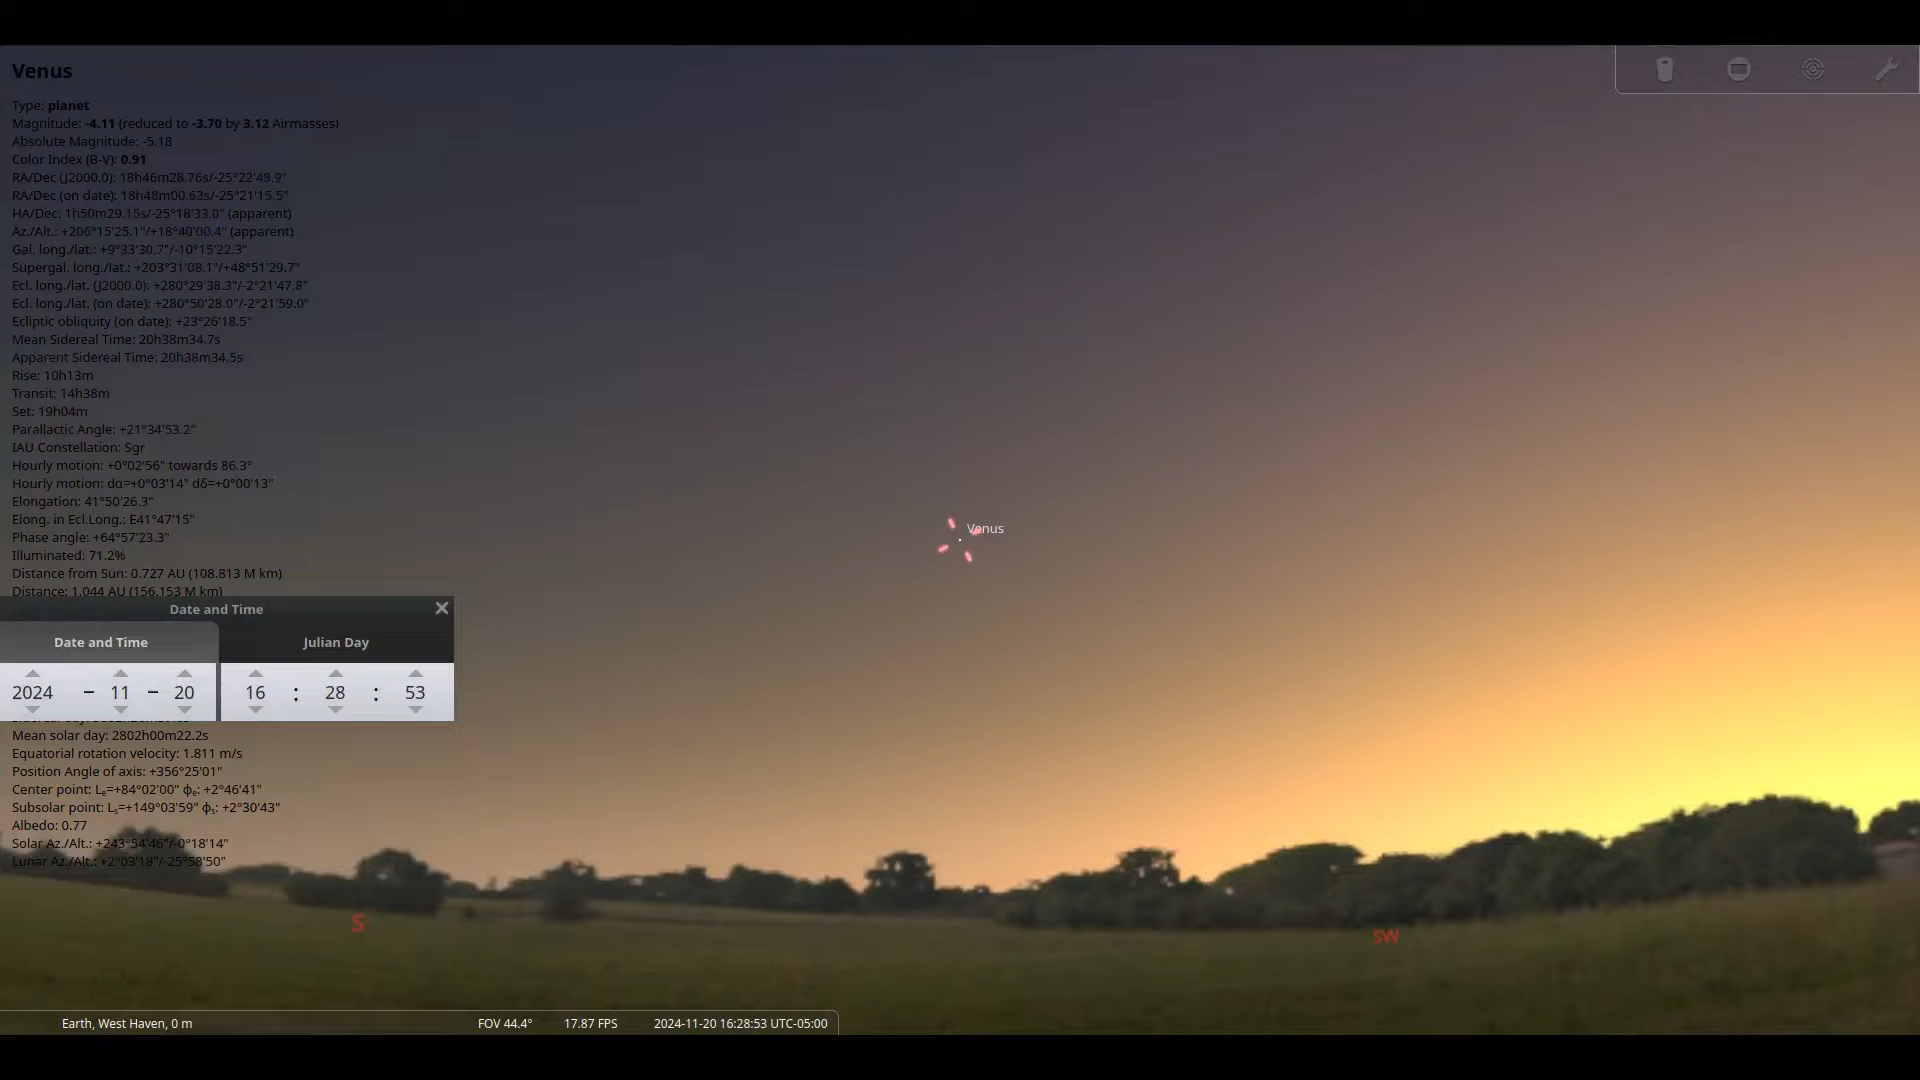 Venus
Type: planet
Magnitude: -4.11 (reduced to -3.70 by 3.12 Airmasses)
Absolute Magnitude: -5.18
Color Index (B-V): 0.91
RA/Dec (J2000.0): 18h46m28.76s/-25°22'48.9"
RA/Dec (on date): 18h48m00.63s/-25°21'15.5"
HA/Dec: 1h50m29.15s/-25°18'33.0" (apparent)
Az./Alt.: +206°15'25.1"/+18°40'00.4" (apparent)
Gal. long./lat.: +9°33'30.7"/-10°15'22.3"
Supergal. long./lat.: +203°31'08.1"/+48°51'29.7"
Ecl. long./lat. (J2000.0): +280°29'38.3"/-2°21'47.8"
Ecl. long./lat. (on date): +280°50'28.0"/-2°21'59.0"
Ecliptic obliquity (on date): +23°26'18.5"
Mean Sidereal Time: 20h38m34.7s
Apparent Sidereal Time: 20h38m34.5s
Rise: 10h13m
Transit: 14h38m
Set: 19h04m
Parallactic Angle: +21°34'53.2"
IAU Constellation: Sgr
Hourly motion: +0°02'56" towards 86.3°
Hourly motion: dα=+0°03'14" dδ=+0°00'13"
Elongation: 41°50'26.3"
Elong. in Ecl.Long.: E41°47'15"
Phase angle: +64°57'23.3"
Illuminated: 71.2%
Distance from Sun: 0.727 AU (108.813 M km)
Distance: 1.044 AU (156.153 M km)
Venus
Date and Time
Date and Time Julian Day
2024 - 11 - 20 16 : 28 : 53
Mean solar day: 2802h00m22.2s
Equatorial rotation velocity: 1.811 m/s
Position Angle of axis: +356°25'01"
Center point: Lₑ=+84°02'00" ϕₑ: +2°46'41"
Subsolar point: Lₛ=+149°03'59" ϕₛ: +2°30'43"
Albedo: 0.77
Solar Az./Alt.: +243°54'46"/-0°18'14"
Lunar Az./Alt.: +2°03'18"/-25°58'50"
S
SW
Earth, West Haven, 0 m FOV 44.4° 17.87 FPS 2024-11-20 16:28:53 UTC-05:00